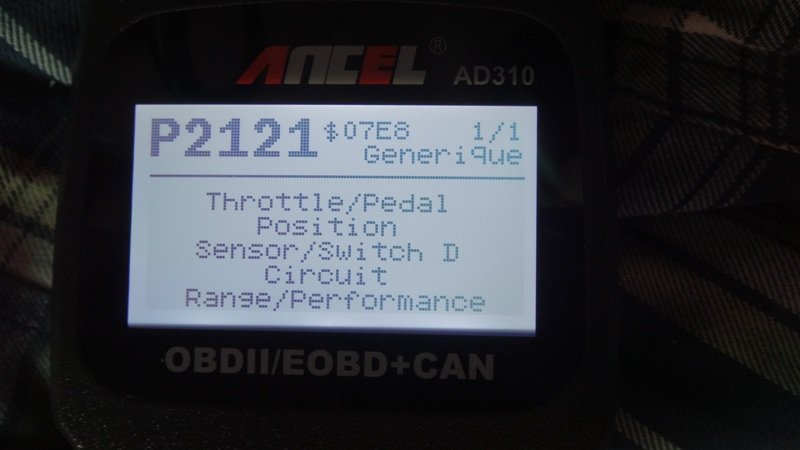 ANCEL®
AD310
P2121 $07E8 1/1
Generique
Throttle/Pedal
Position
Sensor/Switch D
Circuit
Range/Performance
OBDII/EOBD+CAN